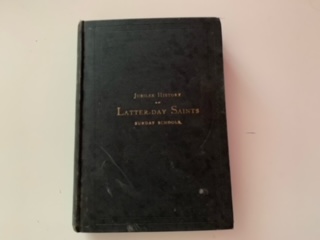 JUNIOR HISTORY
OF
LATTER-DAY SAINTS
SUNDAY SCHOOLS.